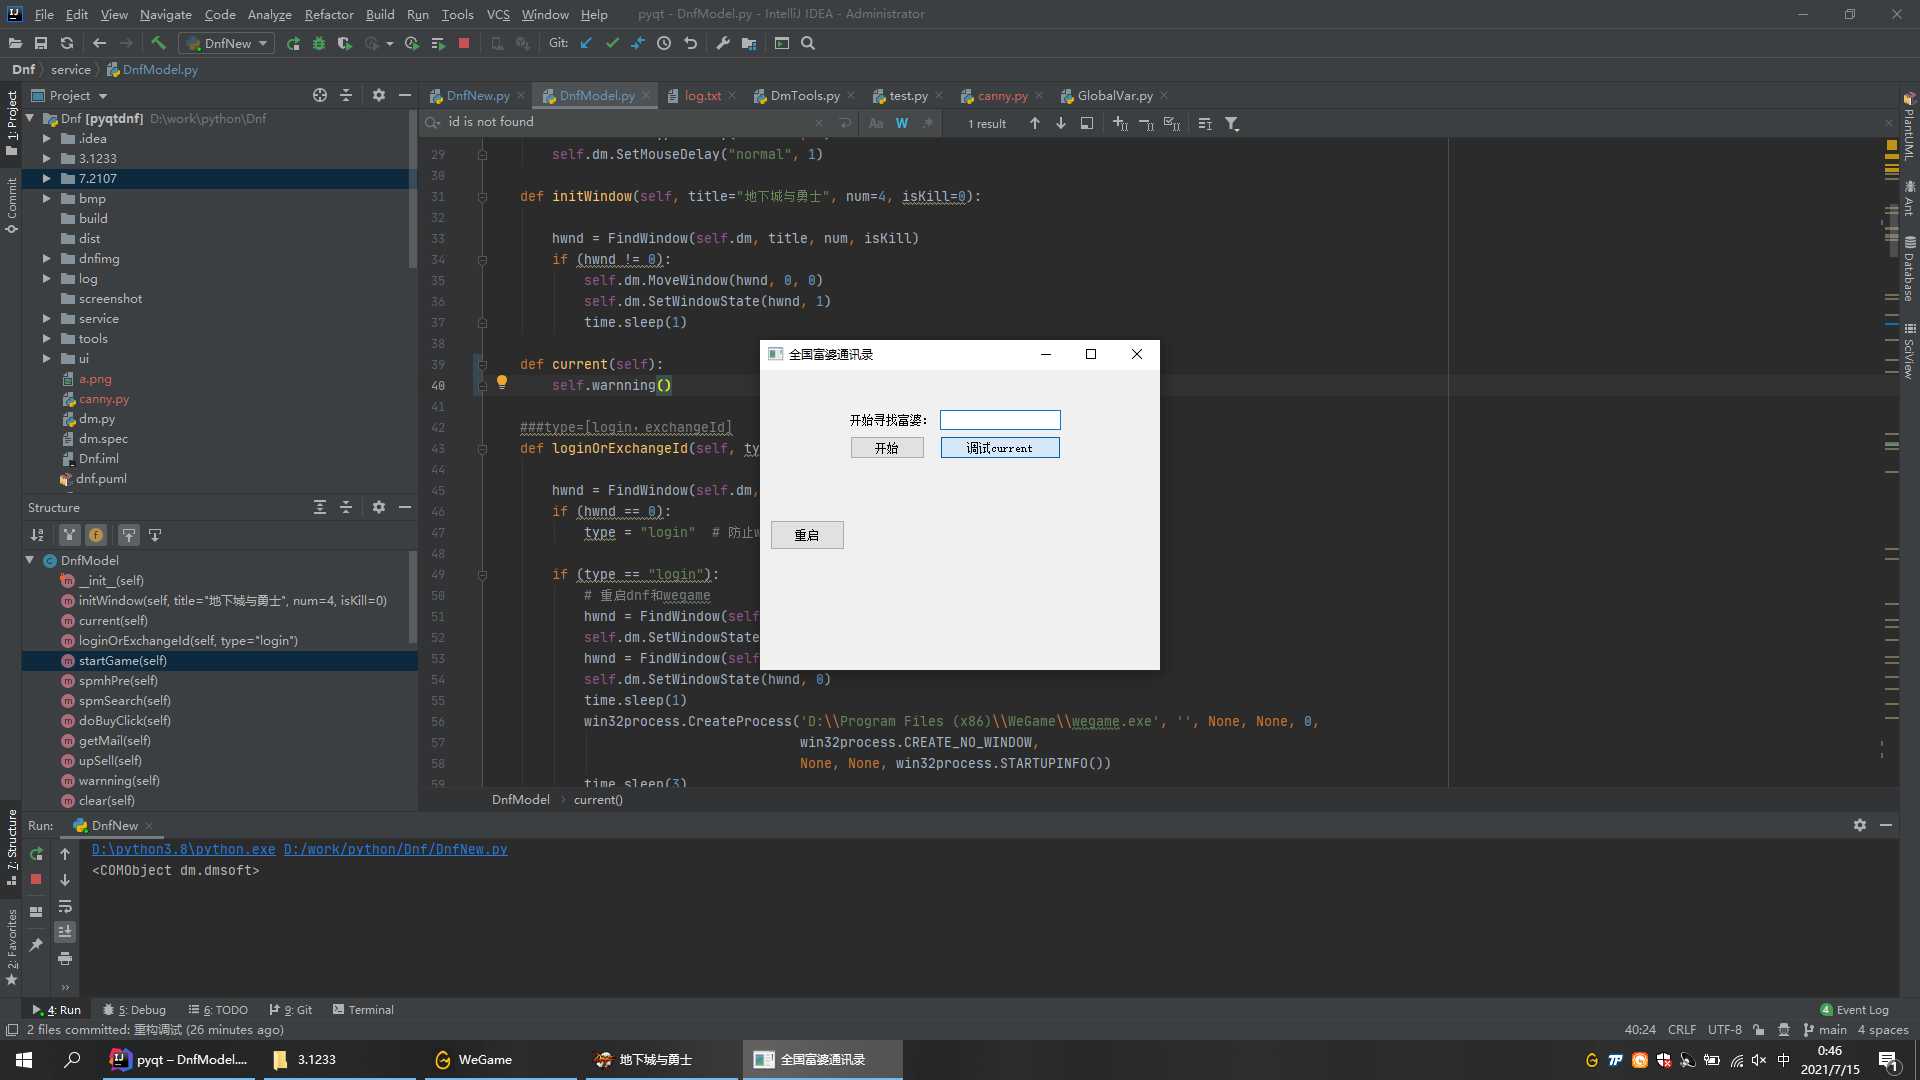 File Edit View Navigate Code Analyze Refactor Build Run Tools VCS Window Help pyqt - DnfModel.py - IntelliJ IDEA - Administrator
DnfNew Git:
Dnf service DnfModel.py
Project
DnfNew.py DnfModel.py log.txt DmTools.py test.py canny.py GlobalVar.py
id is not found Aa W .* 1 result
1: Project
Commit
7: Structure
2: Favorites
PlantUML
Ant
Database
SciView
Dnf [pyqtdnf] D:\work\python\Dnf
.idea
3.1233
7.2107
bmp
build
dist
dnfimg
log
screenshot
service
tools
ui
a.png
canny.py
dm.py
dm.spec
Dnf.iml
dnf.puml
Structure
DnfModel
__init__(self)
initWindow(self, title="地下城与勇士", num=4, isKill=0)
current(self)
loginOrExchangeId(self, type="login")
startGame(self)
spmhPre(self)
spmSearch(self)
doBuyClick(self)
getMail(self)
upSell(self)
warnning(self)
clear(self)
29 self.dm.SetMouseDelay("normal", 1)
30
31 def initWindow(self, title="地下城与勇士", num=4, isKill=0):
32
33 hwnd = FindWindow(self.dm, title, num, isKill)
34 if (hwnd != 0):
35 self.dm.MoveWindow(hwnd, 0, 0)
36 self.dm.SetWindowState(hwnd, 1)
37 time.sleep(1)
38
39 def current(self):
40 self.warnning()
41
42 ###type=[login，exchangeId]
43 def loginOrExchangeId(self, ty
44
45 hwnd = FindWindow(self.dm,
46 if (hwnd == 0):
47 type = "login" # 防止w
48
49 if (type == "login"):
50 # 重启dnf和wegame
51 hwnd = FindWindow(self
52 self.dm.SetWindowState
53 hwnd = FindWindow(self
54 self.dm.SetWindowState(hwnd, 0)
55 time.sleep(1)
56 win32process.CreateProcess('D:\\Program Files (x86)\\WeGame\\wegame.exe', '', None, None, 0,
57 win32process.CREATE_NO_WINDOW,
58 None, None, win32process.STARTUPINFO())
59 time.sleep(3)
DnfModel current()
全国富婆通讯录
开始寻找富婆：
开始 调试current
重启
Run: DnfNew
D:\python3.8\python.exe D:/work/python/Dnf/DnfNew.py
<COMObject dm.dmsoft>
4: Run 5: Debug 6: TODO 9: Git Terminal 4 Event Log
2 files committed: 重构调试 (26 minutes ago) 40:24 CRLF UTF-8 main 4 spaces
pyqt – DnfModel.... 3.1233 WeGame 地下城与勇士 全国富婆通讯录 中 0:46
2021/7/15 1